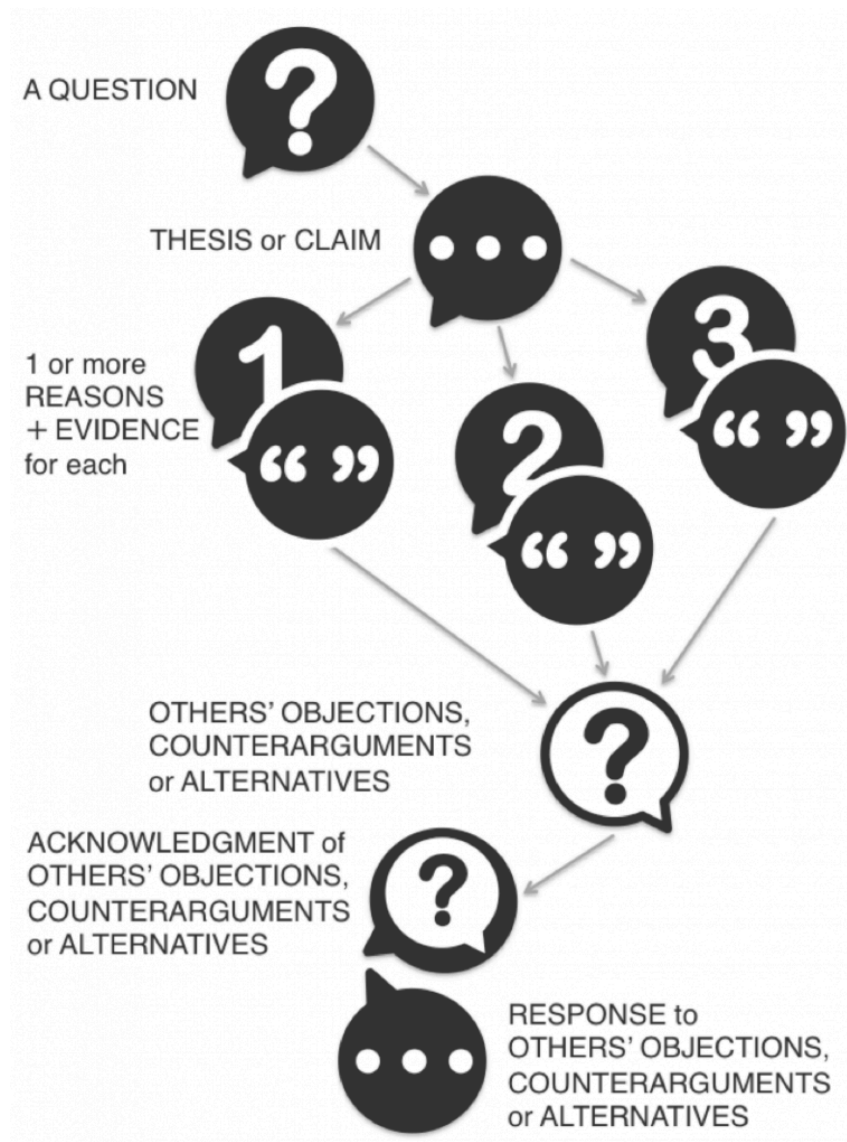 A QUESTION
?
THESIS or CLAIM
1 or more
REASONS
+ EVIDENCE
for each
1
“ ”
2
“ ”
3
“ ”
OTHERS’ OBJECTIONS,
COUNTERARGUMENTS
or ALTERNATIVES
?
ACKNOWLEDGMENT of
OTHERS’ OBJECTIONS,
COUNTERARGUMENTS
or ALTERNATIVES
?
RESPONSE to
OTHERS’ OBJECTIONS,
COUNTERARGUMENTS
or ALTERNATIVES